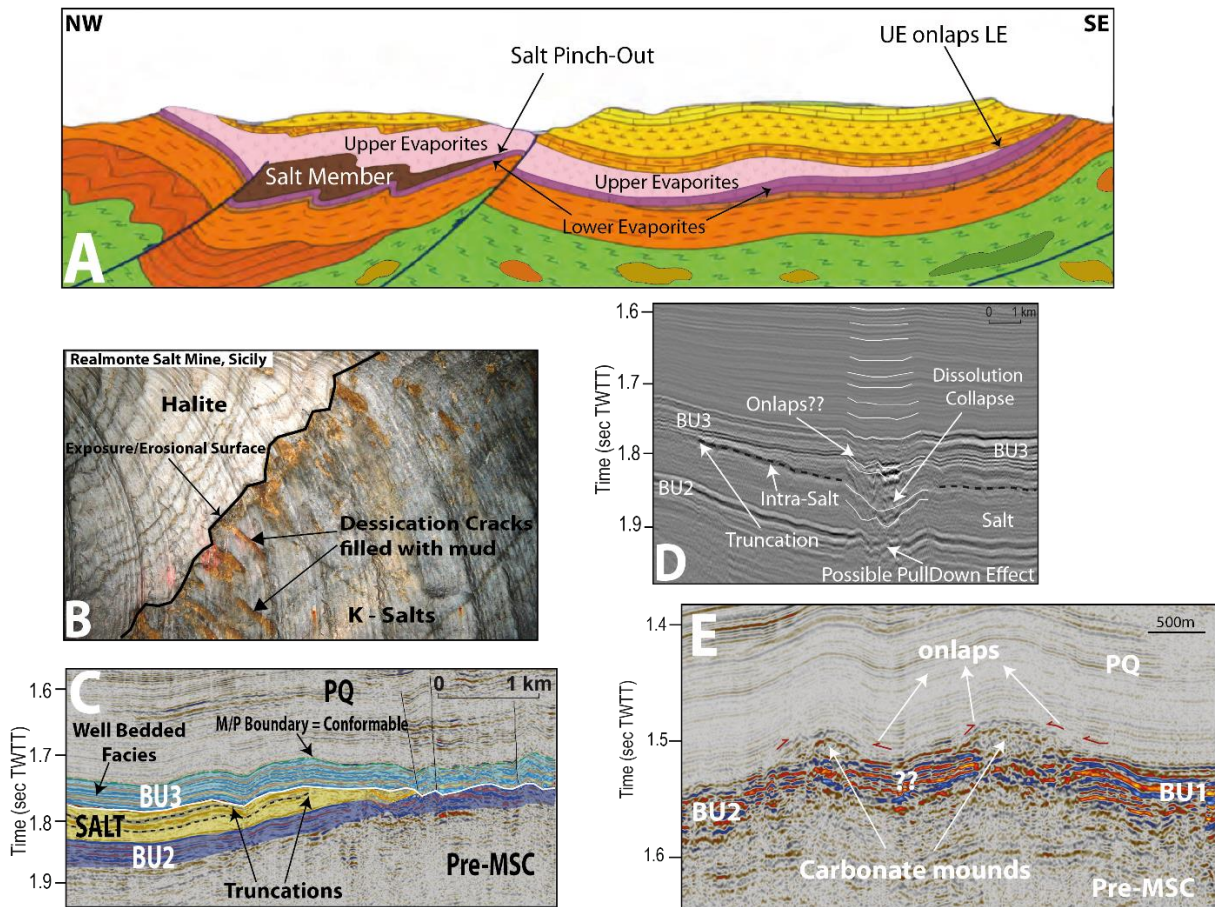 NW
SE
UE onlaps LE
Salt Pinch-Out
Upper Evaporites
Salt Member
Upper Evaporites
Lower Evaporites
A
Realmonte Salt Mine, Sicily
Halite
Exposure/Erosional Surface
Dessication Cracks
filled with mud
K - Salts
B
Time (sec TWTT)
1.6
1.7
1.8
1.9
0 1 km
Dissolution
Collapse
Onlaps??
BU3
BU3
BU2
Intra-Salt
Salt
Truncation
Possible PullDown Effect
D
Time (sec TWTT)
1.6
1.7
1.8
1.9
C
PQ
0 1 km
Well Bedded
Facies
M/P Boundary = Conformable
BU3
SALT
BU2
Pre-MSC
Truncations
Time (sec TWTT)
1.4
1.5
1.6
E
500m
onlaps
PQ
??
BU2
BU1
Carbonate mounds
Pre-MSC